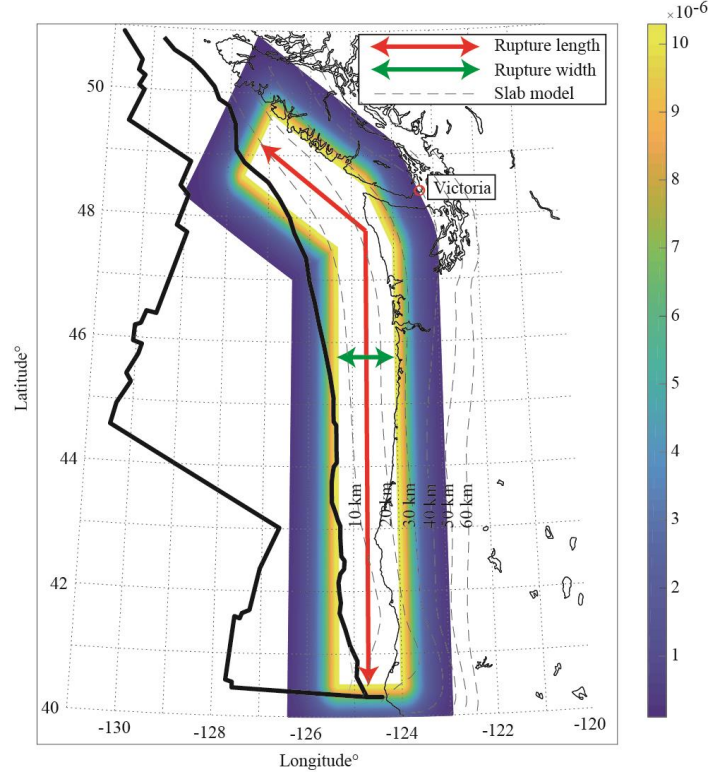 ×10⁻⁶
Rupture length
Rupture width
Slab model
Victoria
10
9
8
7
6
5
4
3
2
1
50
48
46
44
42
40
Latitude°
10 km
20 km
30 km
40 km
50 km
60 km
-130
-128
-126
-124
-122
-120
Longitude°